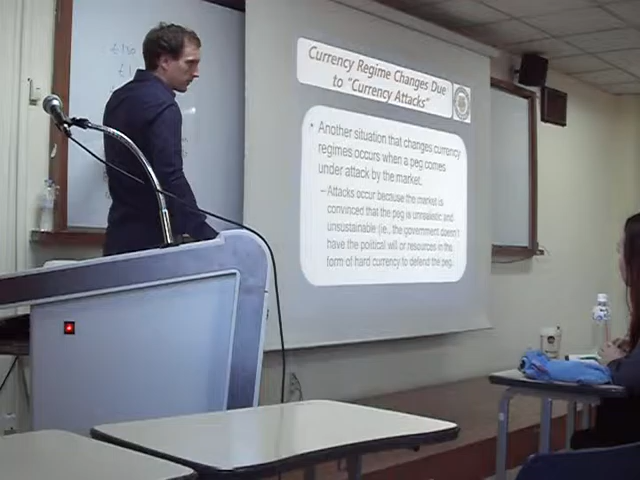 Currency Regime Changes Due
to "Currency Attacks"
• Another situation that changes currency
regimes occurs when a peg comes
under attack by the market.
– Attacks occur because the market is
convinced that the peg is unrealistic and
unsustainable (i.e., the government doesn't
have the political will or resources in the
form of hard currency to defend the peg.